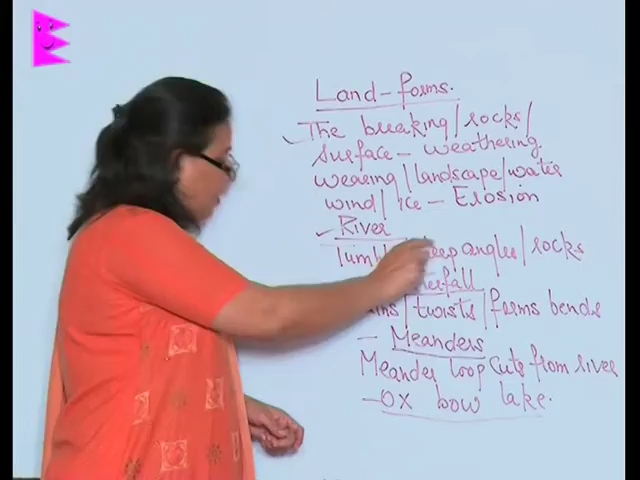 Land-forms.
The breaking/rocks/
surface - weathering.
wearing/landscape/water
wind/ice - Erosion
River
angles/rocks
/twists/forms bends
- Meanders
Meander loop cuts from river
- Ox bow lake.